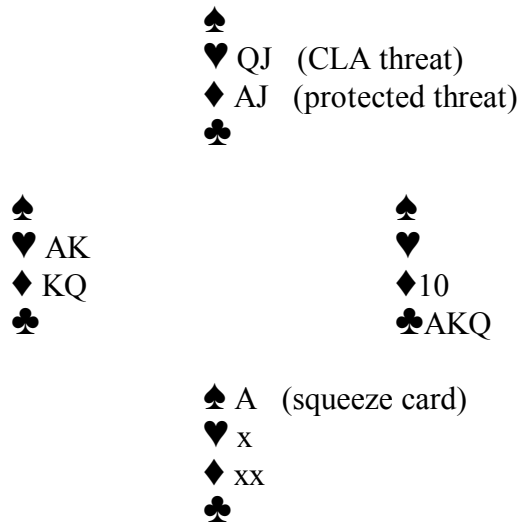 ♠
♥ QJ (CLA threat)
♦ AJ (protected threat)
♣
♠ ♠
♥ AK ♥
♦ KQ ♦10
♣ ♣AKQ
♠ A (squeeze card)
♥ x
♦ xx
♣